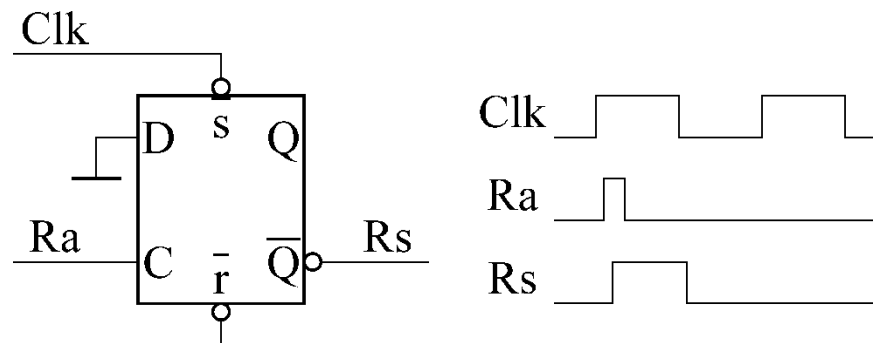 Clk
s̅ Q
D
Ra Rs
C r̅ Q̅
Clk
Ra
Rs